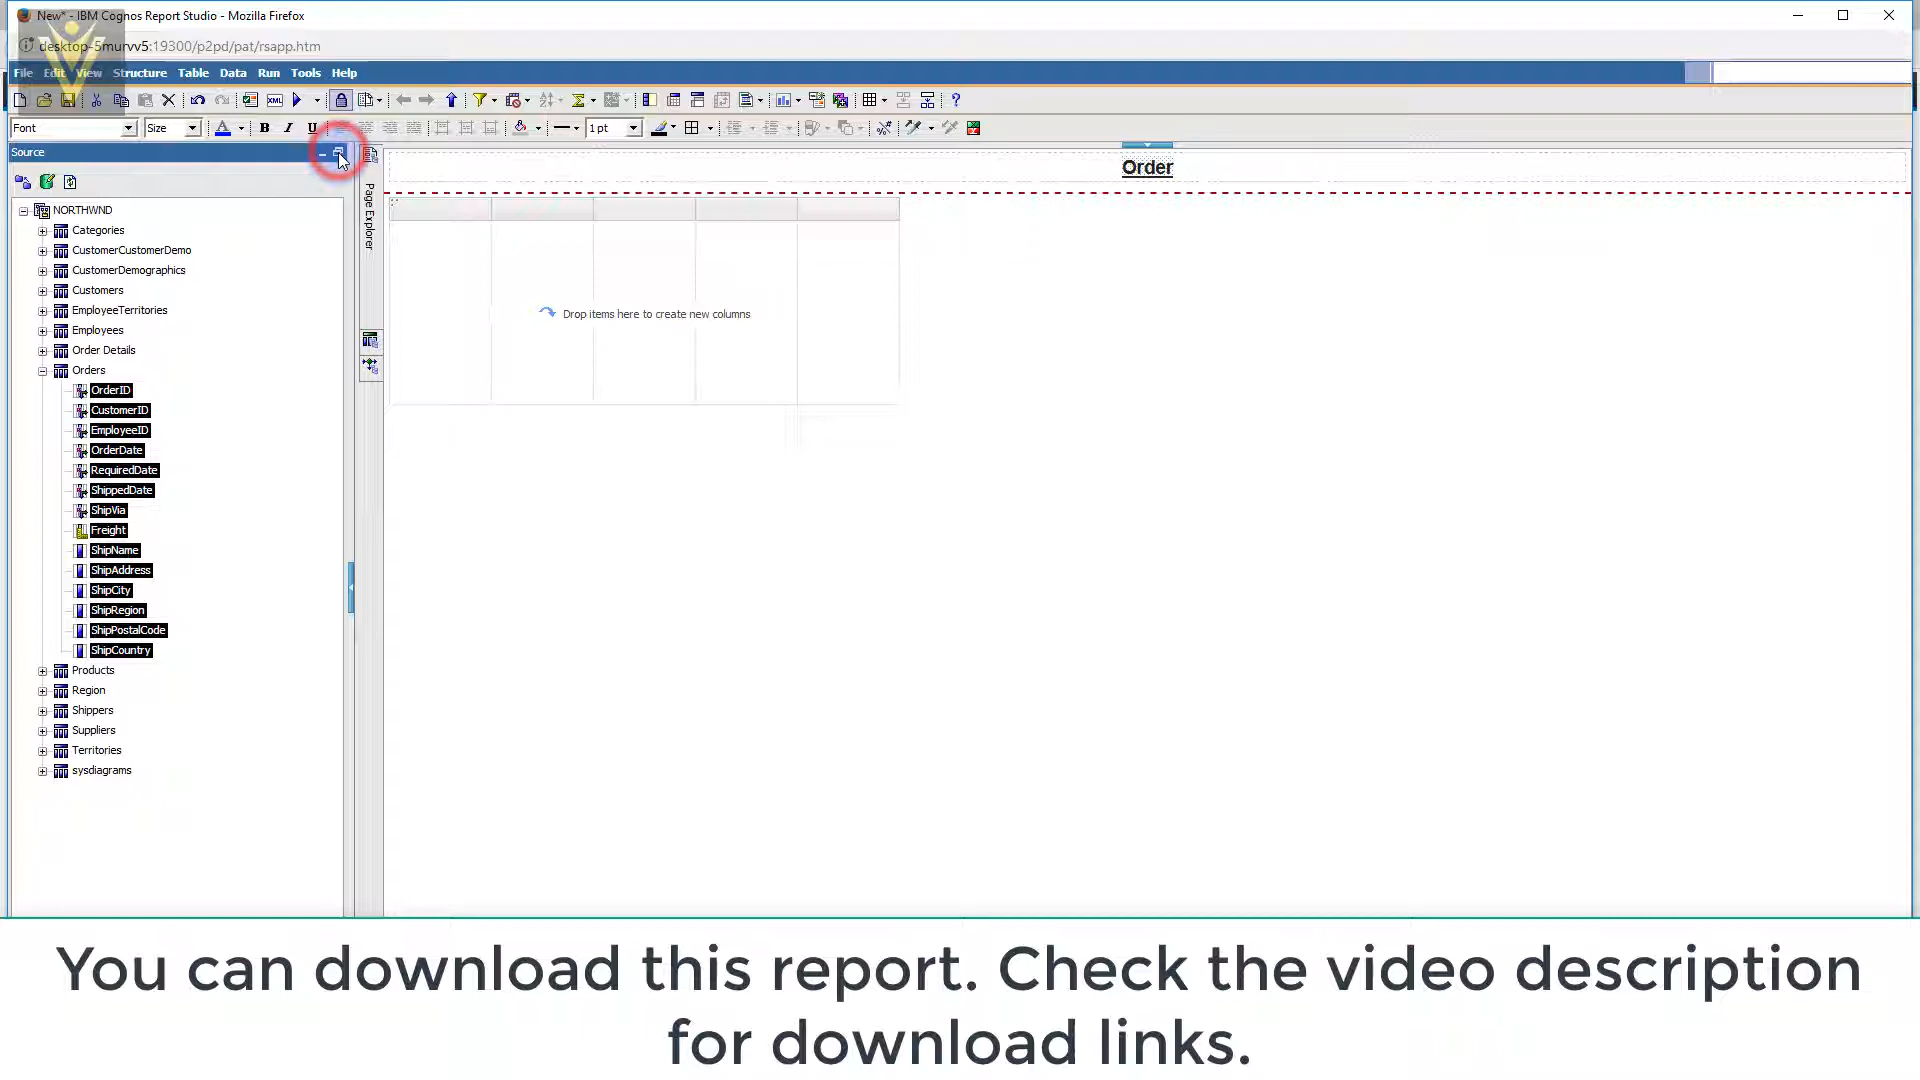 New* - IBM Cognos Report Studio - Mozilla Firefox
desktop-5murvv5:19300/p2pd/pat/rsapp.htm
File Edit View Structure Table Data Run Tools Help
XML
Font Size B I U 1 pt
Source
NORTHWND
Categories
CustomerCustomerDemo
CustomerDemographics
Customers
EmployeeTerritories
Employees
Order Details
Orders
OrderID
CustomerID
EmployeeID
OrderDate
RequiredDate
ShippedDate
ShipVia
Freight
ShipName
ShipAddress
ShipCity
ShipRegion
ShipPostalCode
ShipCountry
Products
Region
Shippers
Suppliers
Territories
sysdiagrams
Page Explorer
Order
Drop items here to create new columns
You can download this report. Check the video description
for download links.